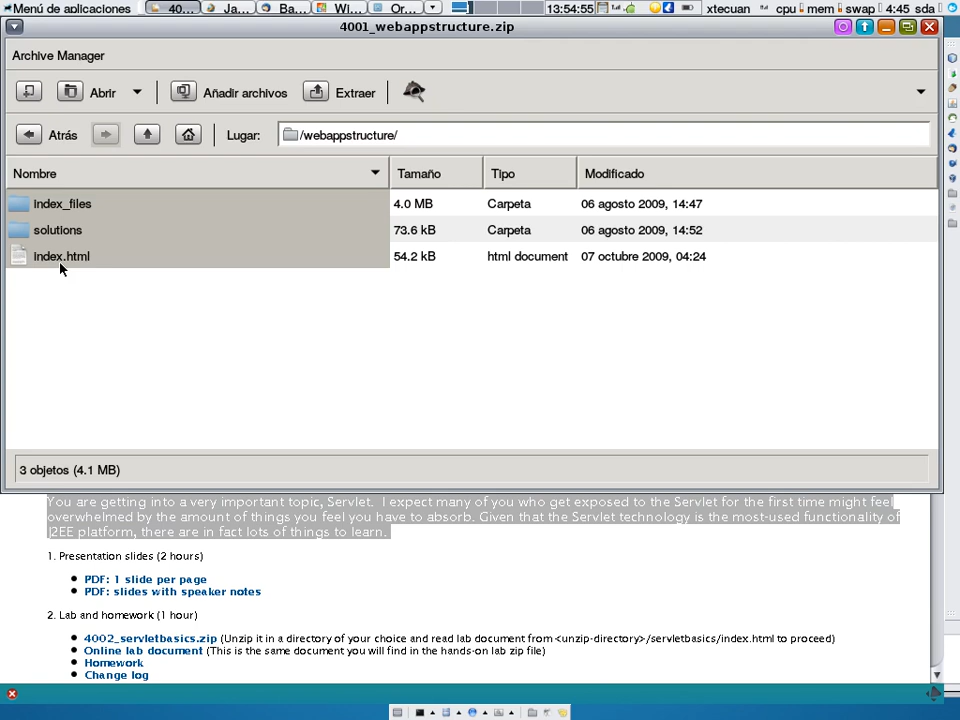 Menú de aplicaciones 40... Ja... Ba... Wi... Or... 13:54:55 xtecuan cpu mem swap 4:45 sda
4001_webappstructure.zip
Archive Manager
Abrir Añadir archivos Extraer
Atrás Lugar: /webappstructure/
Nombre Tamaño Tipo Modificado
index_files 4.0 MB Carpeta 06 agosto 2009, 14:47
solutions 73.6 kB Carpeta 06 agosto 2009, 14:52
index.html 54.2 kB html document 07 octubre 2009, 04:24
3 objetos (4.1 MB)
You are getting into a very important topic, Servlet. I expect many of you who get exposed to the Servlet for the first time might feel
overwhelmed by the amount of things you feel you have to absorb. Given that the Servlet technology is the most-used functionality of
J2EE platform, there are in fact lots of things to learn.
1. Presentation slides (2 hours)
PDF: 1 slide per page
PDF: slides with speaker notes
2. Lab and homework (1 hour)
4002_servletbasics.zip (Unzip it in a directory of your choice and read lab document from <unzip-directory>/servletbasics/index.html to proceed)
Online lab document (This is the same document you will find in the hands-on lab zip file)
Homework
Change log